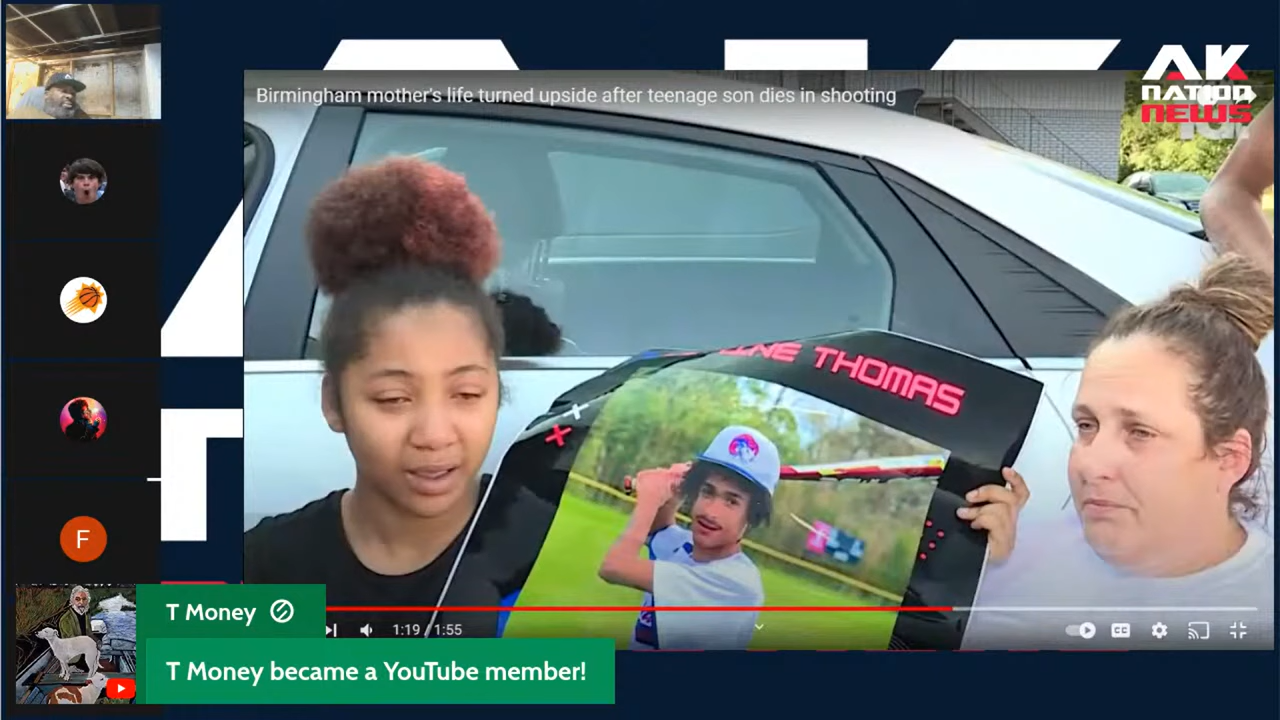 Birmingham mother's life turned upside after teenage son dies in shooting
AK
NATION
NEWS
THOMAS
F
T Money
T Money became a YouTube member!
1:19 / 1:55
CC